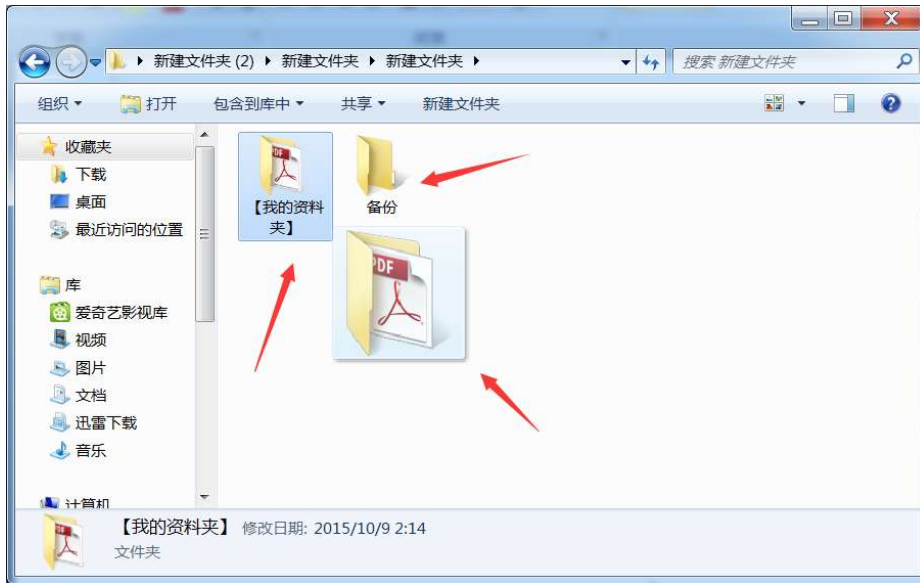 新建文件夹 (2) 新建文件夹 新建文件夹
搜索 新建文件夹
组织 打开 包含到库中 共享 新建文件夹
收藏夹
下载
桌面
最近访问的位置
库
爱奇艺影视库
视频
图片
文档
迅雷下载
音乐
计算机
PDF
【我的资料
夹】
备份
PDF
【我的资料夹】 修改日期: 2015/10/9 2:14
文件夹